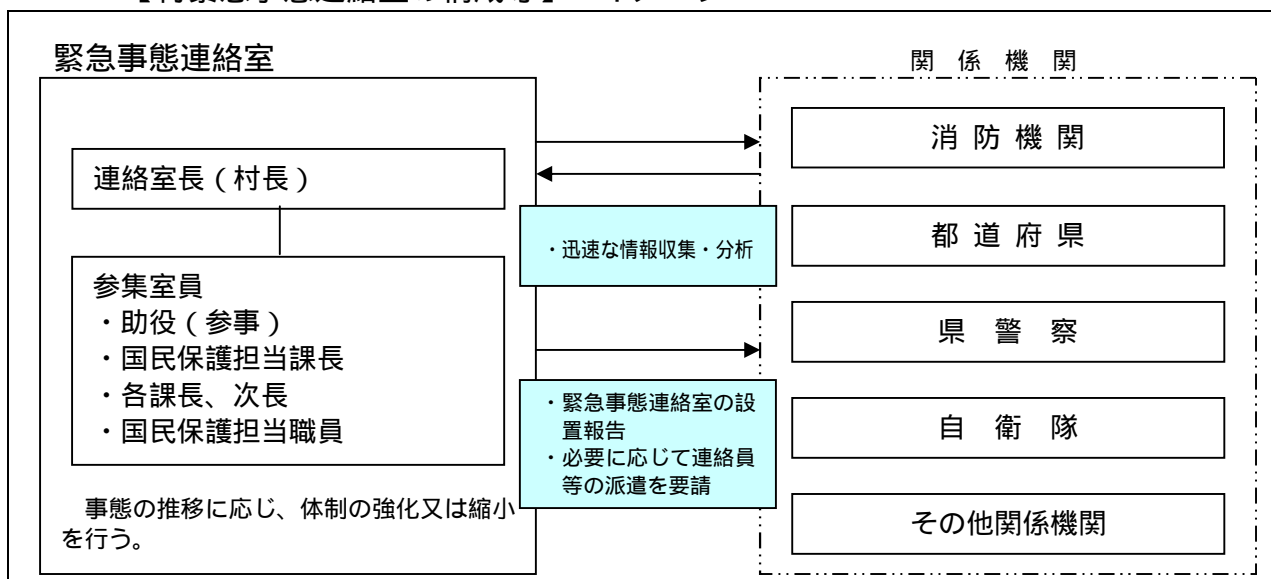 緊急事態連絡室
連絡室長（村長）
参集室員
・助役（参事）
・国民保護担当課長
・各課長、次長
・国民保護担当職員
事態の推移に応じ、体制の強化又は縮小
を行う。
・迅速な情報収集・分析
・緊急事態連絡室の設
置報告
・必要に応じて連絡員
等の派遣を要請
関係機関
消防機関
都道府県
県警察
自衛隊
その他関係機関